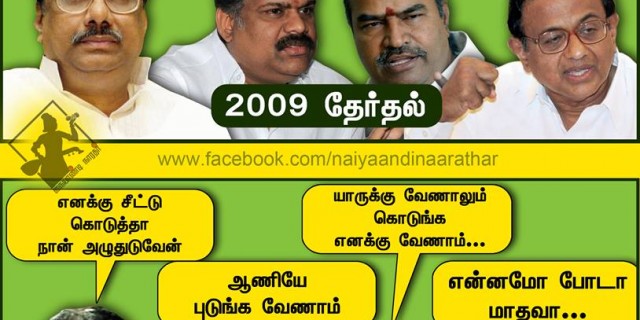 2009 தேர்தல்
www.facebook.com/naiyaandinaarathar
எனக்கு சீட்டு
கொடுத்தா
நான் அழுதுடுவேன்
யாருக்கு வேணாலும்
கொடுங்க
எனக்கு வேணாம்...
ஆணியே
புடுங்க வேணாம்
என்னமோ போடா
மாதவா...